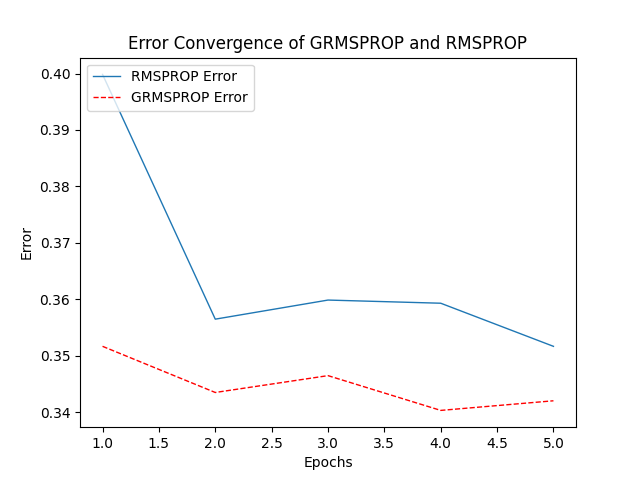 Error Convergence of GRMSPROP and RMSPROP
RMSPROP Error
GRMSPROP Error
0.40
0.39
0.38
0.37
0.36
0.35
0.34
Error
1.0 1.5 2.0 2.5 3.0 3.5 4.0 4.5 5.0
Epochs